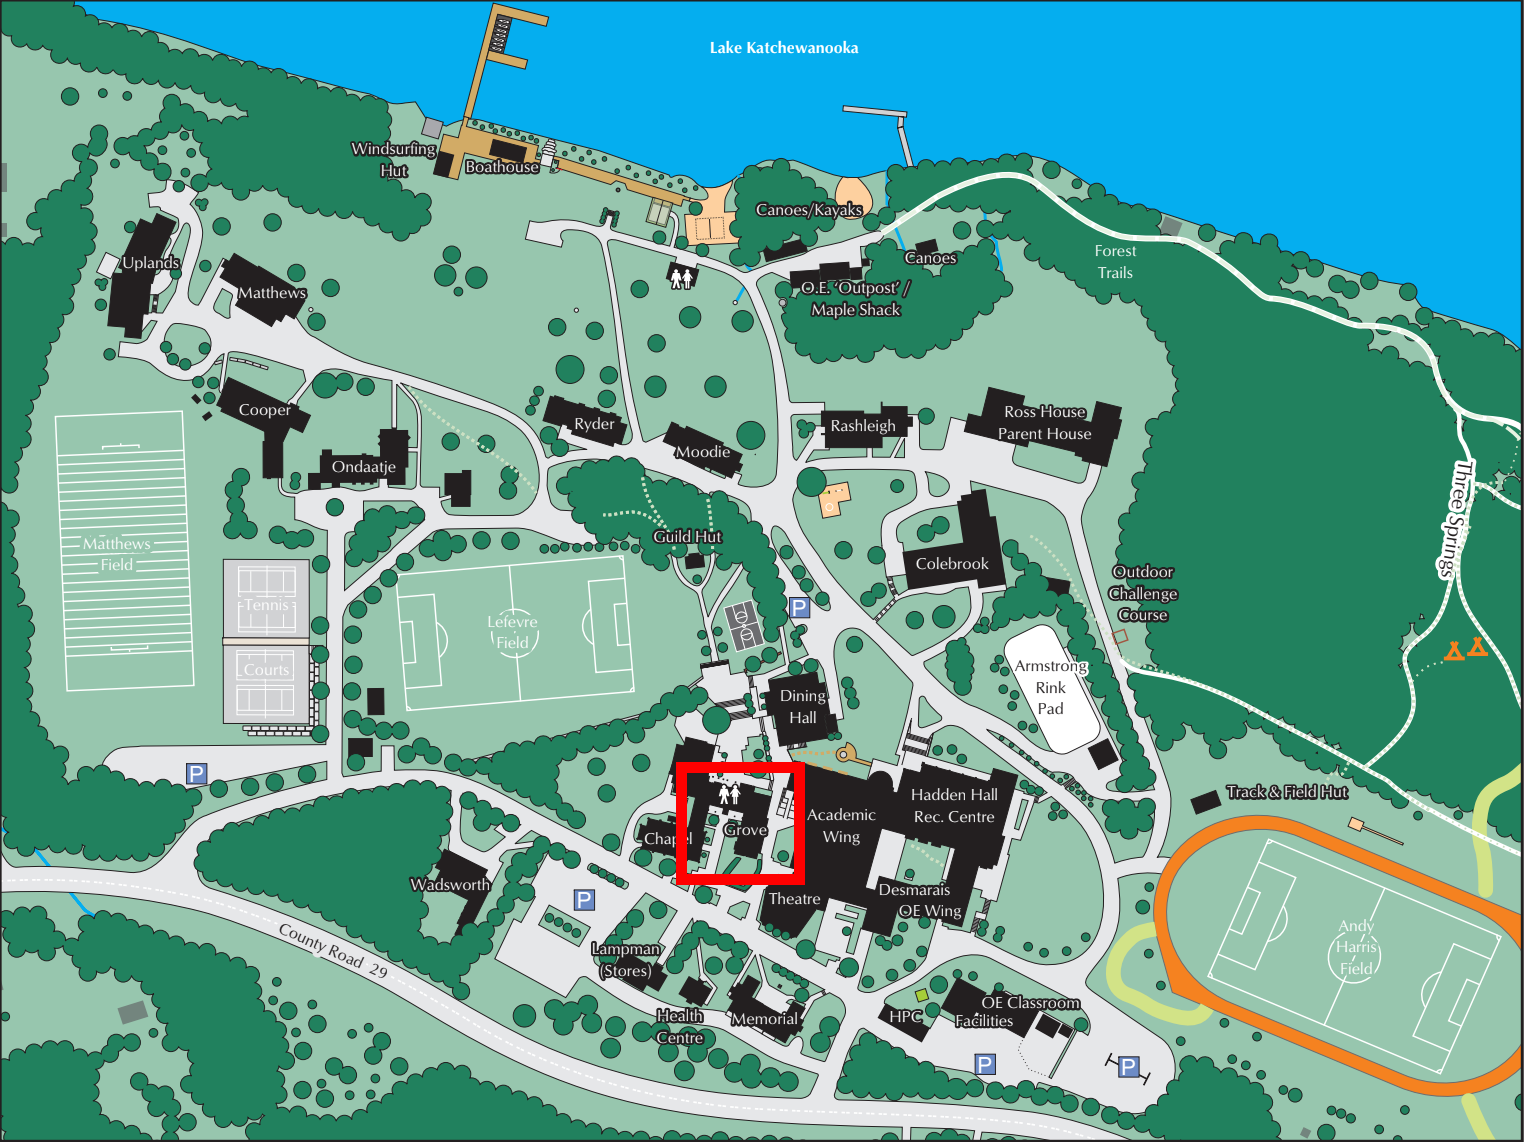 Lake Katchewanooka
Windsurfing
Hut
Boathouse
Canoes/Kayaks
Canoes
Forest
Trails
O.E. 'Outpost' /
Maple Shack
Uplands
Matthews
Cooper
Ondaatje
Ryder
Moodie
Rashleigh
Ross House
Parent House
Three Springs
Matthews
Field
Tennis
Courts
Lefevre
Field
Guild Hut
P
Colebrook
Outdoor
Challenge
Course
Armstrong
Rink
Pad
Dining
Hall
P
Track & Field Hut
Hadden Hall
Rec. Centre
Academic
Wing
Grove
Chapel
Wadsworth
P
Theatre
Desmarais
OE Wing
County Road 29
Lampman
(Stores)
Health
Centre
Memorial
HPC
OE Classroom
Facilities
P
P
Andy
Harris
Field